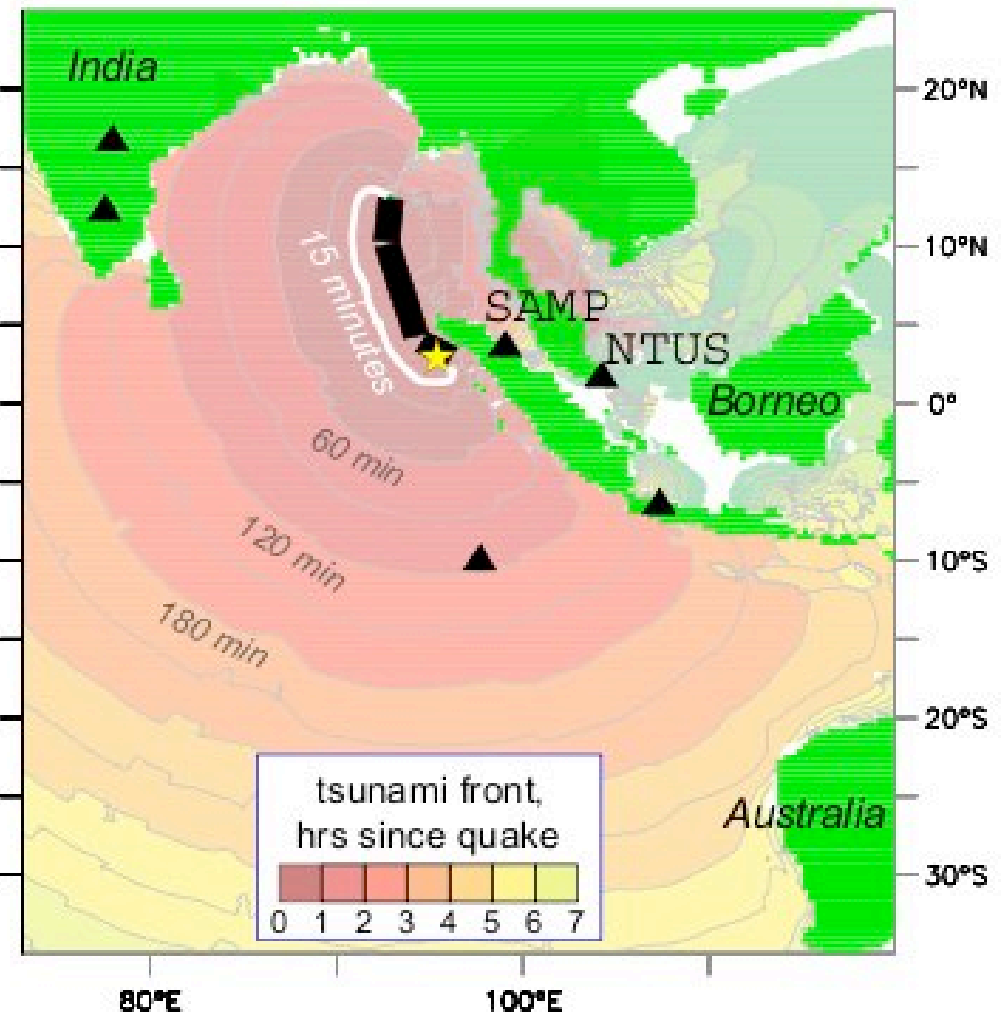 India
20°N
15 minutes
10°N
SAMP
NTUS
Borneo
0°
60 min
120 min
10°S
180 min
20°S
tsunami front,
hrs since quake
0 1 2 3 4 5 6 7
Australia
30°S
80°E
100°E